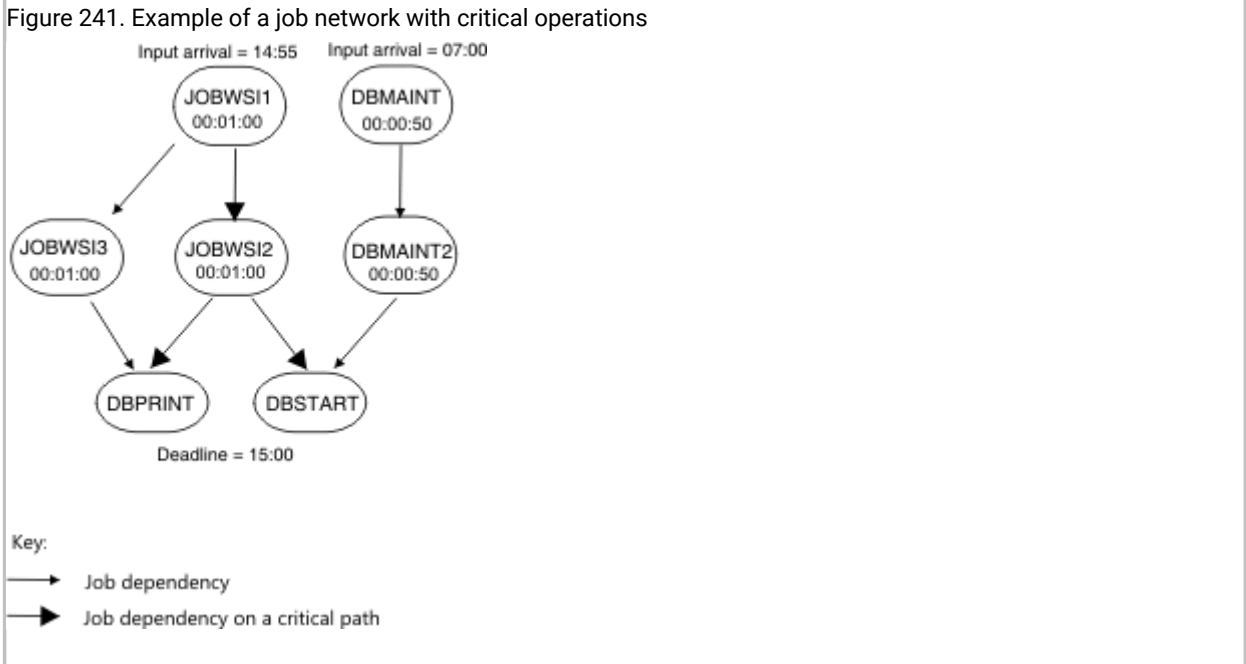 Figure 241. Example of a job network with critical operations
Input arrival = 14:55
Input arrival = 07:00
JOBWSI1
00:01:00
DBMAINT
00:00:50
JOBWSI3
00:01:00
JOBWSI2
00:01:00
DBMAINT2
00:00:50
DBPRINT
DBSTART
Deadline = 15:00
Key:
Job dependency
Job dependency on a critical path